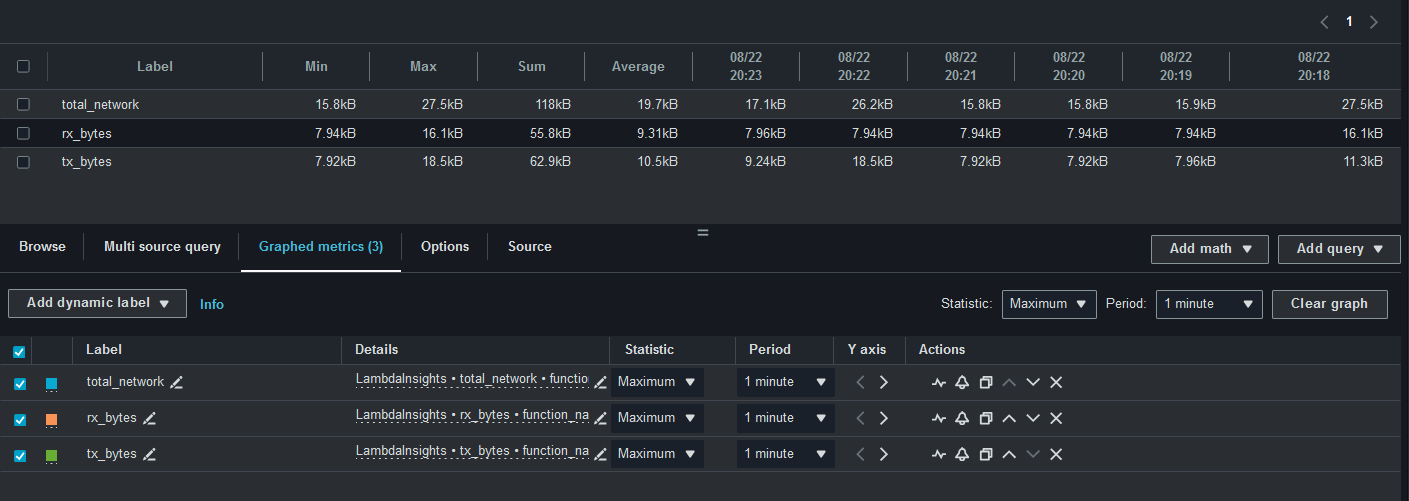 1
Label Min Max Sum Average 08/22 20:23 08/22 20:22 08/22 20:21 08/22 20:20 08/22 20:19 08/22 20:18
total_network 15.8kB 27.5kB 118kB 19.7kB 17.1kB 26.2kB 15.8kB 15.8kB 15.9kB 27.5kB
rx_bytes 7.94kB 16.1kB 55.8kB 9.31kB 7.96kB 7.94kB 7.94kB 7.94kB 7.94kB 16.1kB
tx_bytes 7.92kB 18.5kB 62.9kB 10.5kB 9.24kB 18.5kB 7.92kB 7.92kB 7.96kB 11.3kB
Browse Multi source query Graphed metrics (3) Options Source Add math Add query
Add dynamic label Info Statistic: Maximum Period: 1 minute Clear graph
Label Details Statistic Period Y axis Actions
total_network LambdaInsights • total_network • functio Maximum 1 minute
rx_bytes LambdaInsights • rx_bytes • function_na Maximum 1 minute
tx_bytes LambdaInsights • tx_bytes • function_na Maximum 1 minute